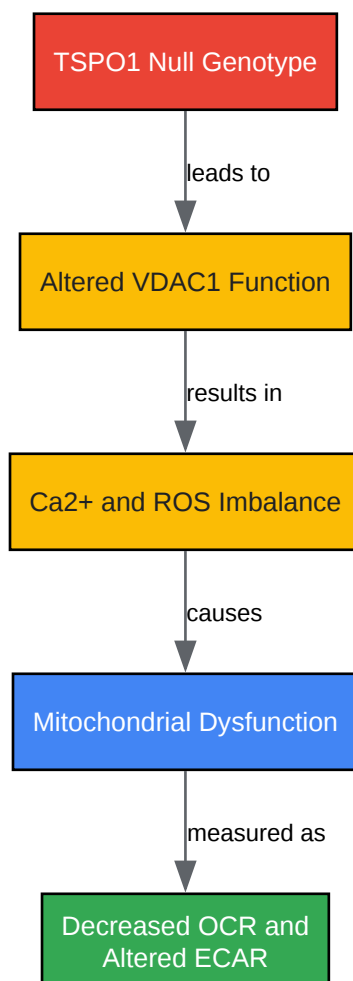 TSPO1 Null Genotype
leads to
Altered VDAC1 Function
results in
Ca2+ and ROS Imbalance
causes
Mitochondrial Dysfunction
measured as
Decreased OCR and
Altered ECAR